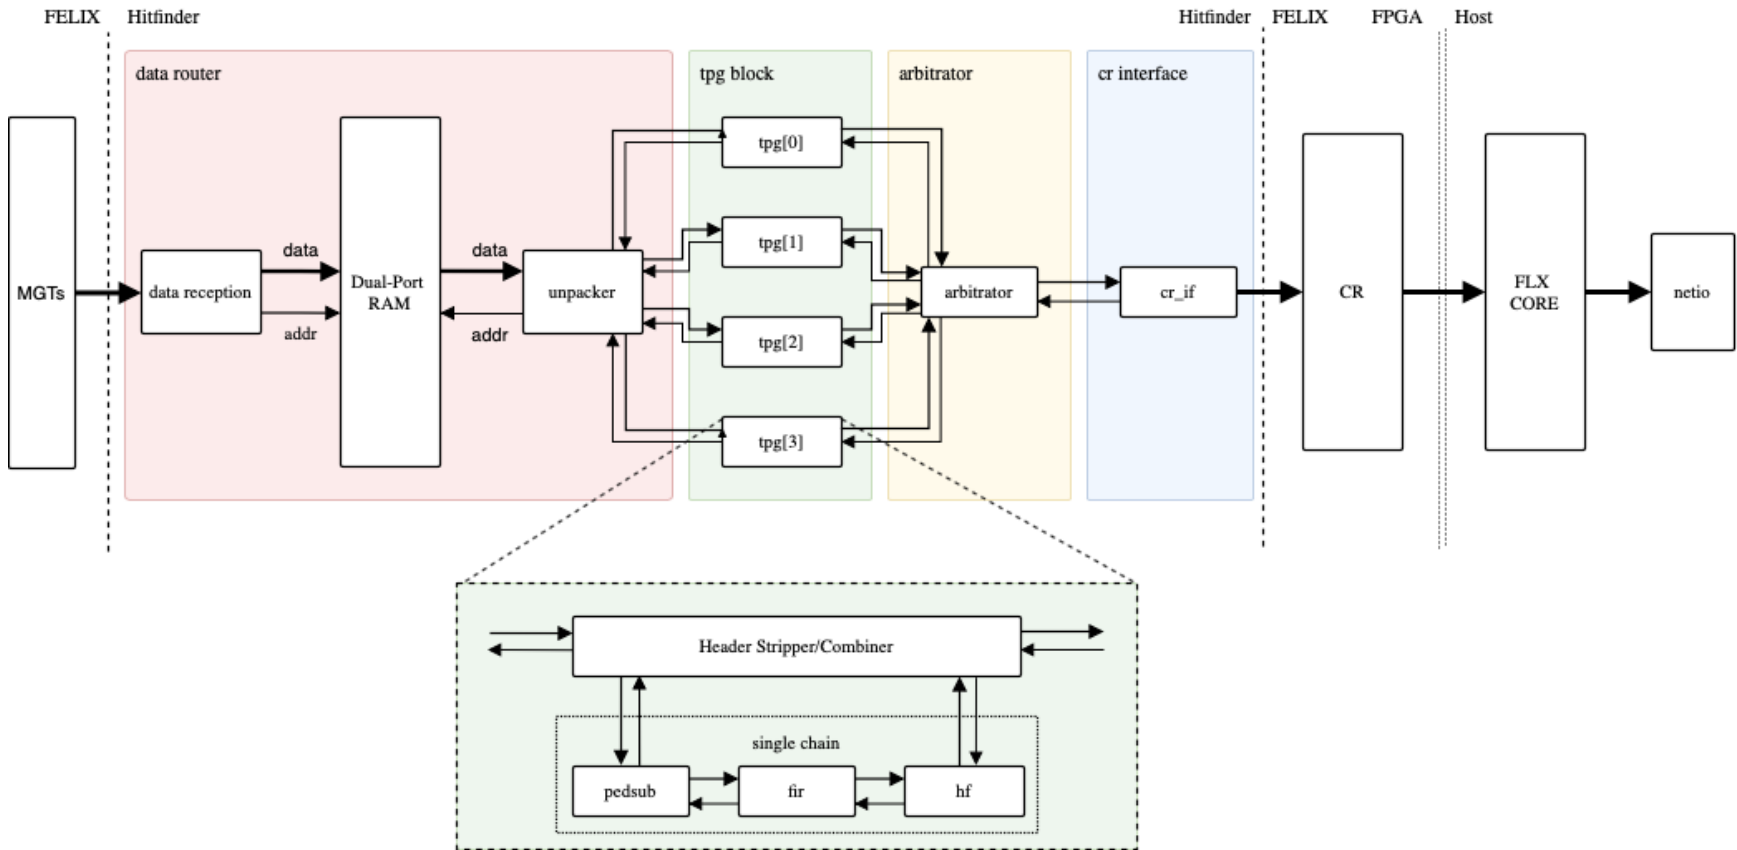 FELIX
Hitfinder
Hitfinder
FELIX
FPGA
Host
data router
tpg block
arbitrator
cr interface
MGTs
data reception
data
addr
Dual-Port
RAM
data
addr
unpacker
tpg[0]
tpg[1]
tpg[2]
tpg[3]
arbitrator
cr_if
CR
FLX
CORE
netio
Header Stripper/Combiner
single chain
pedsub
fir
hf